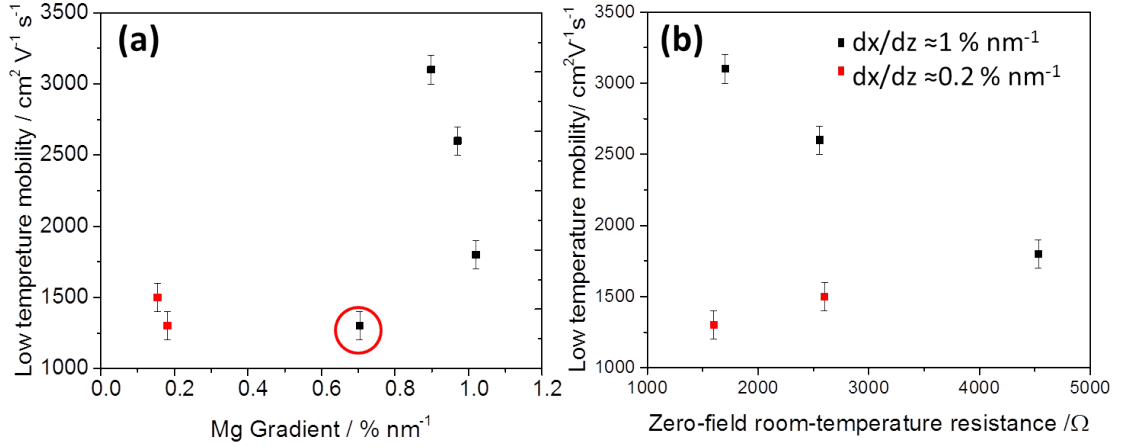 (a)
3500
3000
2500
2000
1500
1000
Low tempreture mobility / cm² V⁻¹ s⁻¹
0.0 0.2 0.4 0.6 0.8 1.0 1.2
Mg Gradient / % nm⁻¹
(b)
dx/dz ≈1 % nm⁻¹
dx/dz ≈0.2 % nm⁻¹
3500
3000
2500
2000
1500
1000
Low temperature mobility/ cm²V⁻¹s⁻¹
1000 2000 3000 4000 5000
Zero-field room-temperature resistance /Ω